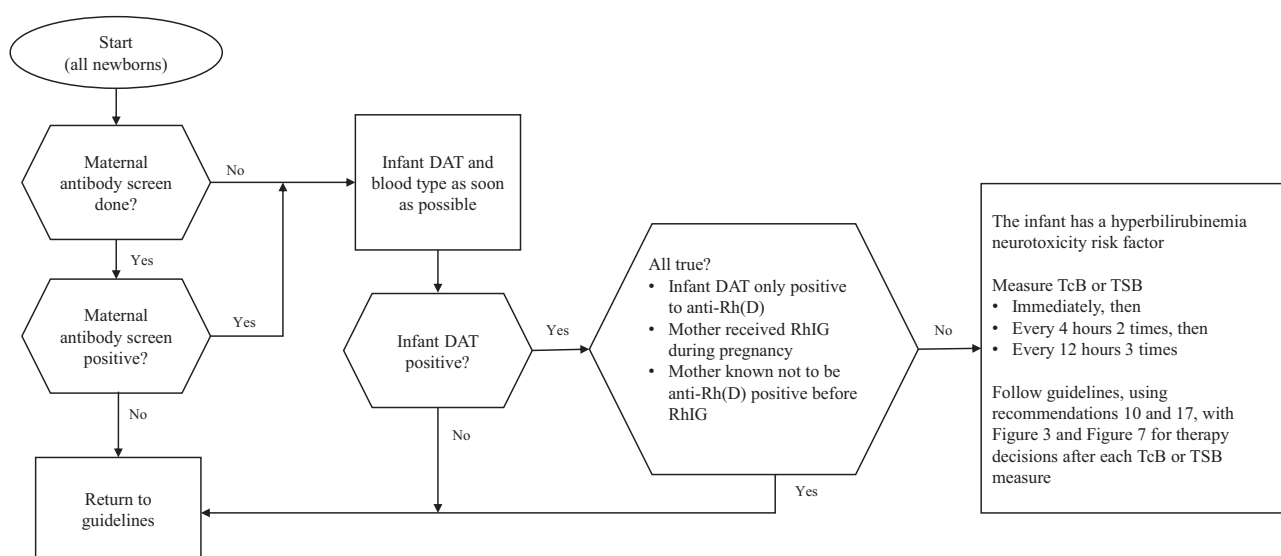 Start
(all newborns)
Maternal
antibody screen
done?
No
Yes
Maternal
antibody screen
positive?
Yes
No
Return to
guidelines
Infant DAT and
blood type as soon
as possible
Infant DAT
positive?
Yes
No
All true?
• Infant DAT only positive
to anti-Rh(D)
• Mother received RhIG
during pregnancy
• Mother known not to be
anti-Rh(D) positive before
RhIG
No
Yes
The infant has a hyperbilirubinemia
neurotoxicity risk factor
Measure TcB or TSB
• Immediately, then
• Every 4 hours 2 times, then
• Every 12 hours 3 times
Follow guidelines, using
recommendations 10 and 17, with
Figure 3 and Figure 7 for therapy
decisions after each TcB or TSB
measure